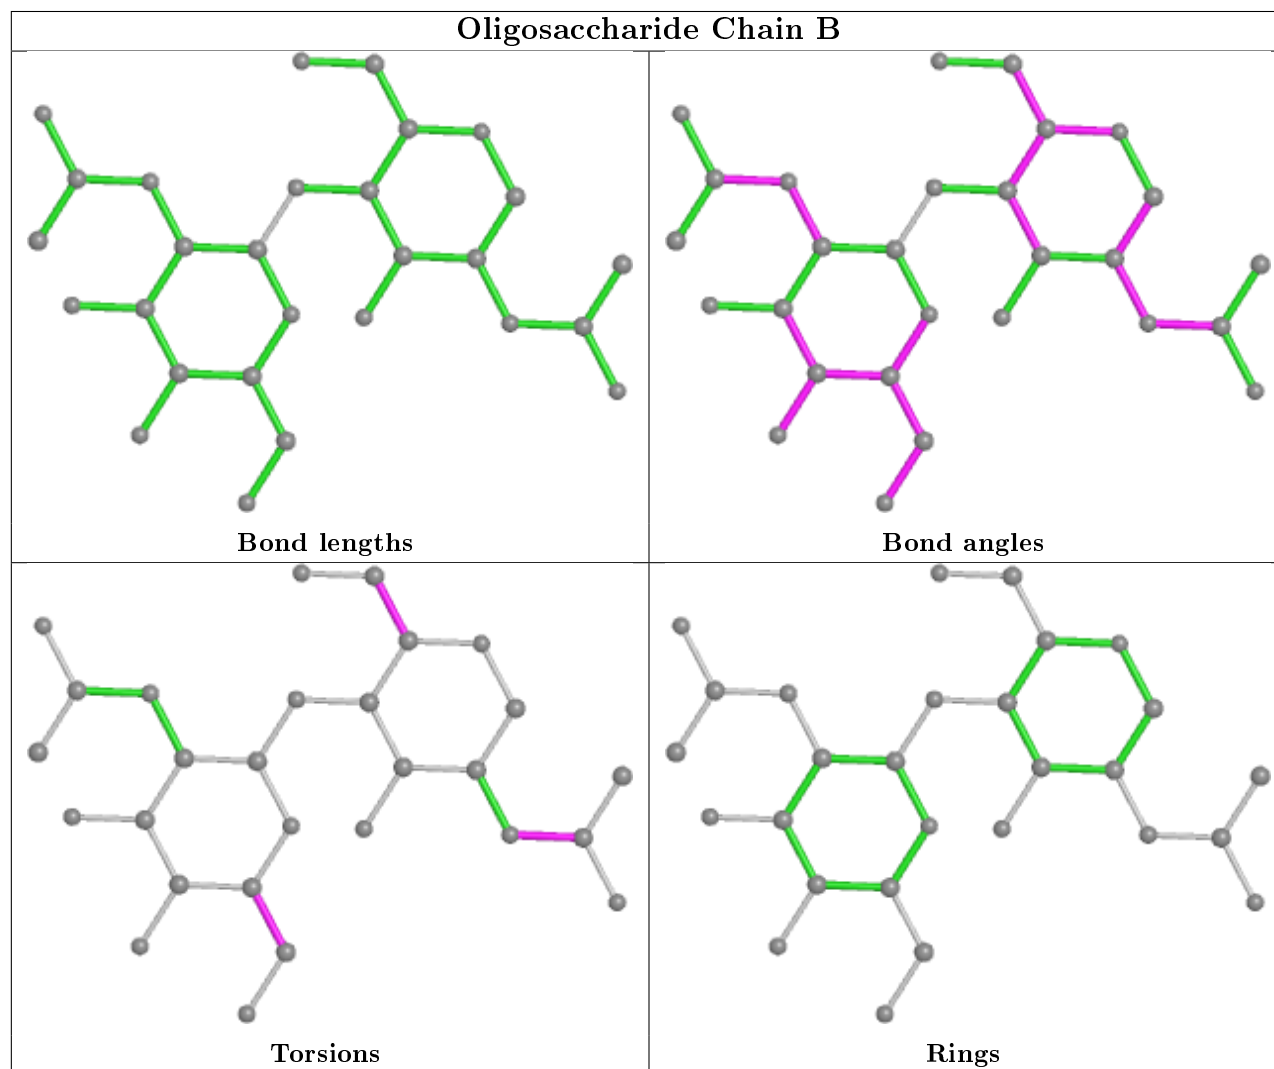 Oligosaccharide Chain B
Bond lengths
Bond angles
Torsions
Rings